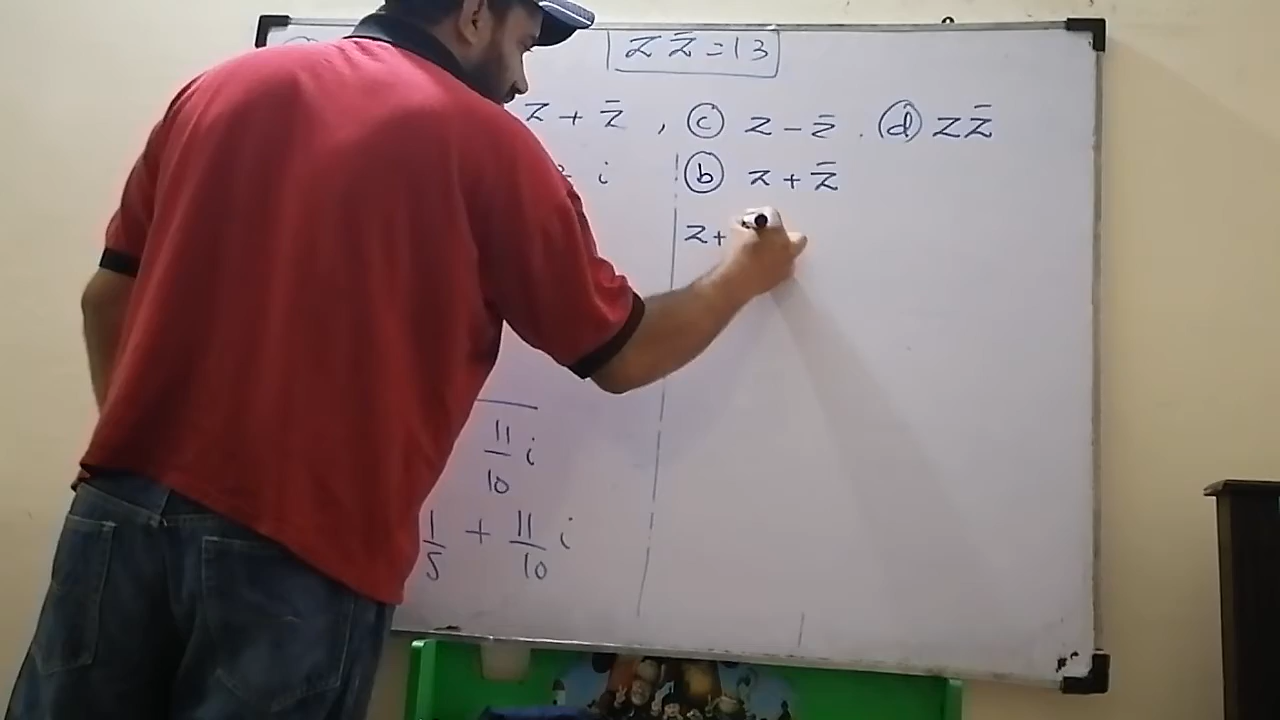 z z̄ = 13
z + z̄ , (c) z - z̄ . (d) z z̄
i
(b) z + z̄
z +
11/10 i
1/5 + 11/10 i